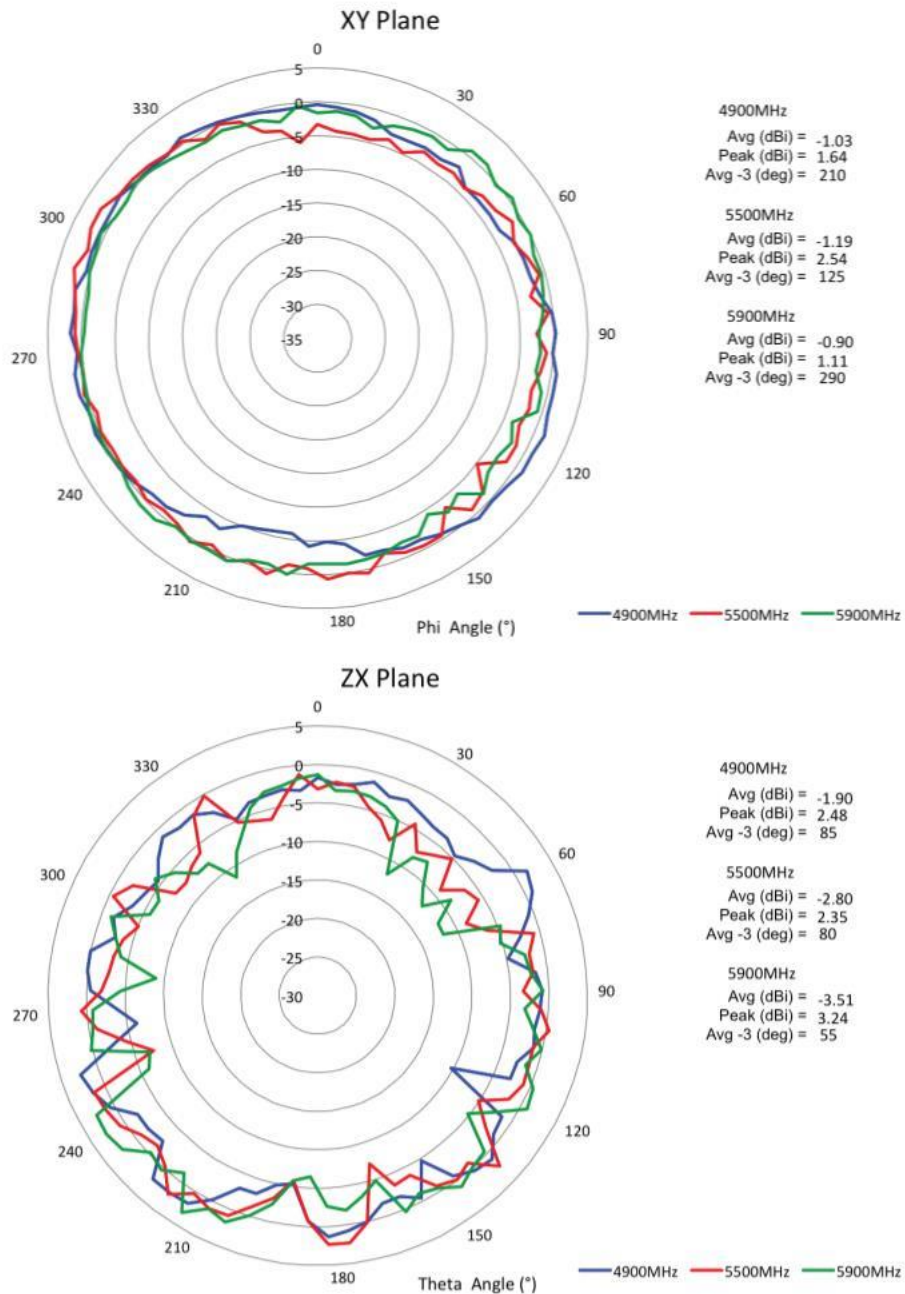 XY Plane
0
30
60
90
120
150
180
210
240
270
300
330
5
0
-5
-10
-15
-20
-25
-30
-35
Phi Angle (°)
4900MHz
Avg (dBi) = -1.03
Peak (dBi) = 1.64
Avg -3 (deg) = 210
5500MHz
Avg (dBi) = -1.19
Peak (dBi) = 2.54
Avg -3 (deg) = 125
5900MHz
Avg (dBi) = -0.90
Peak (dBi) = 1.11
Avg -3 (deg) = 290
4900MHz 5500MHz 5900MHz
ZX Plane
0
30
60
90
120
150
180
210
240
270
300
330
5
0
-5
-10
-15
-20
-25
-30
Theta Angle (°)
4900MHz
Avg (dBi) = -1.90
Peak (dBi) = 2.48
Avg -3 (deg) = 85
5500MHz
Avg (dBi) = -2.80
Peak (dBi) = 2.35
Avg -3 (deg) = 80
5900MHz
Avg (dBi) = -3.51
Peak (dBi) = 3.24
Avg -3 (deg) = 55
4900MHz 5500MHz 5900MHz